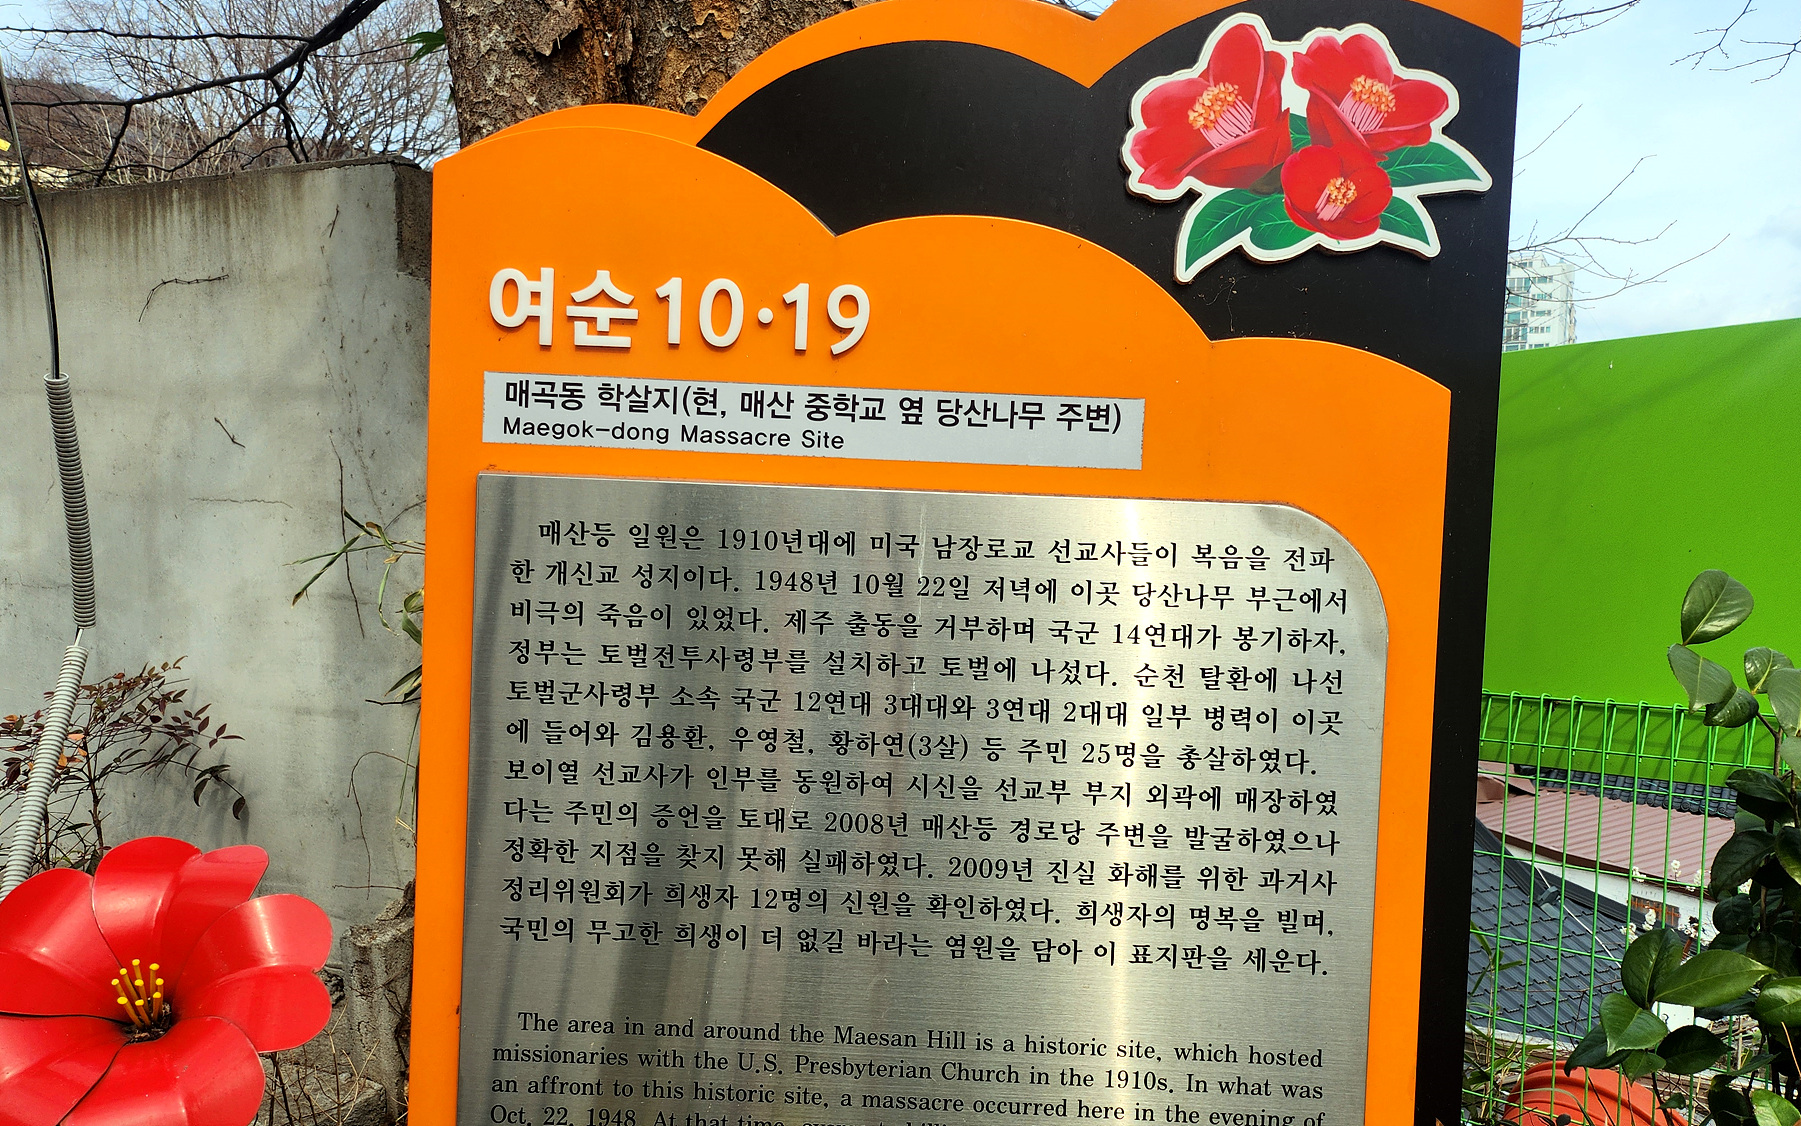 여순10·19
매곡동 학살지(현, 매산 중학교 옆 당산나무 주변)
Maegok-dong Massacre Site
매산등 일원은 1910년대에 미국 남장로교 선교사들이 복음을 전파
한 개신교 성지이다. 1948년 10월 22일 저녁에 이곳 당산나무 부근에서
비극의 죽음이 있었다. 제주 출동을 거부하며 국군 14연대가 봉기하자,
정부는 토벌전투사령부를 설치하고 토벌에 나섰다. 순천 탈환에 나선
토벌군사령부 소속 국군 12연대 3대대와 3연대 2대대 일부 병력이 이곳
에 들어와 김용환, 우영철, 황하연(3살) 등 주민 25명을 총살하였다.
보이열 선교사가 인부를 동원하여 시신을 선교부 부지 외곽에 매장하였
다는 주민의 증언을 토대로 2008년 매산등 경로당 주변을 발굴하였으나
정확한 지점을 찾지 못해 실패하였다. 2009년 진실 화해를 위한 과거사
정리위원회가 희생자 12명의 신원을 확인하였다. 희생자의 명복을 빌며,
국민의 무고한 희생이 더 없길 바라는 염원을 담아 이 표지판을 세운다.
The area in and around the Maesan Hill is a historic site, which hosted
missionaries with the U.S. Presbyterian Church in the 1910s. In what was
an affront to this historic site, a massacre occurred here in the evening of
Oct. 22, 1948. At that time,